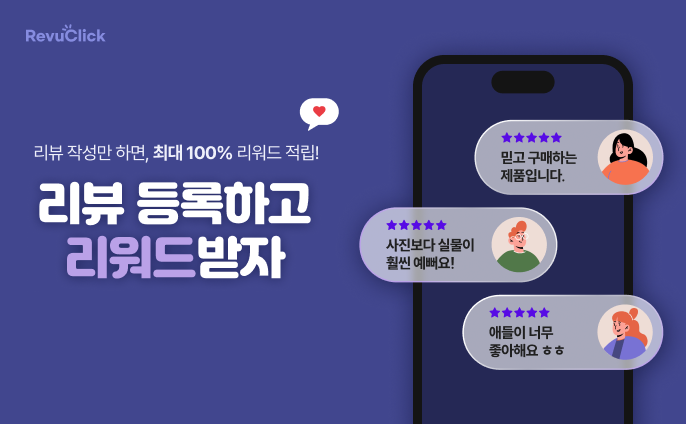 RevuClick
리뷰 작성만 하면, 최대 100% 리워드 적립!
리뷰 등록하고
리워드받자
믿고 구매하는
제품입니다.
사진보다 실물이
훨씬 예뻐요!
애들이 너무
좋아해요 ㅎㅎ